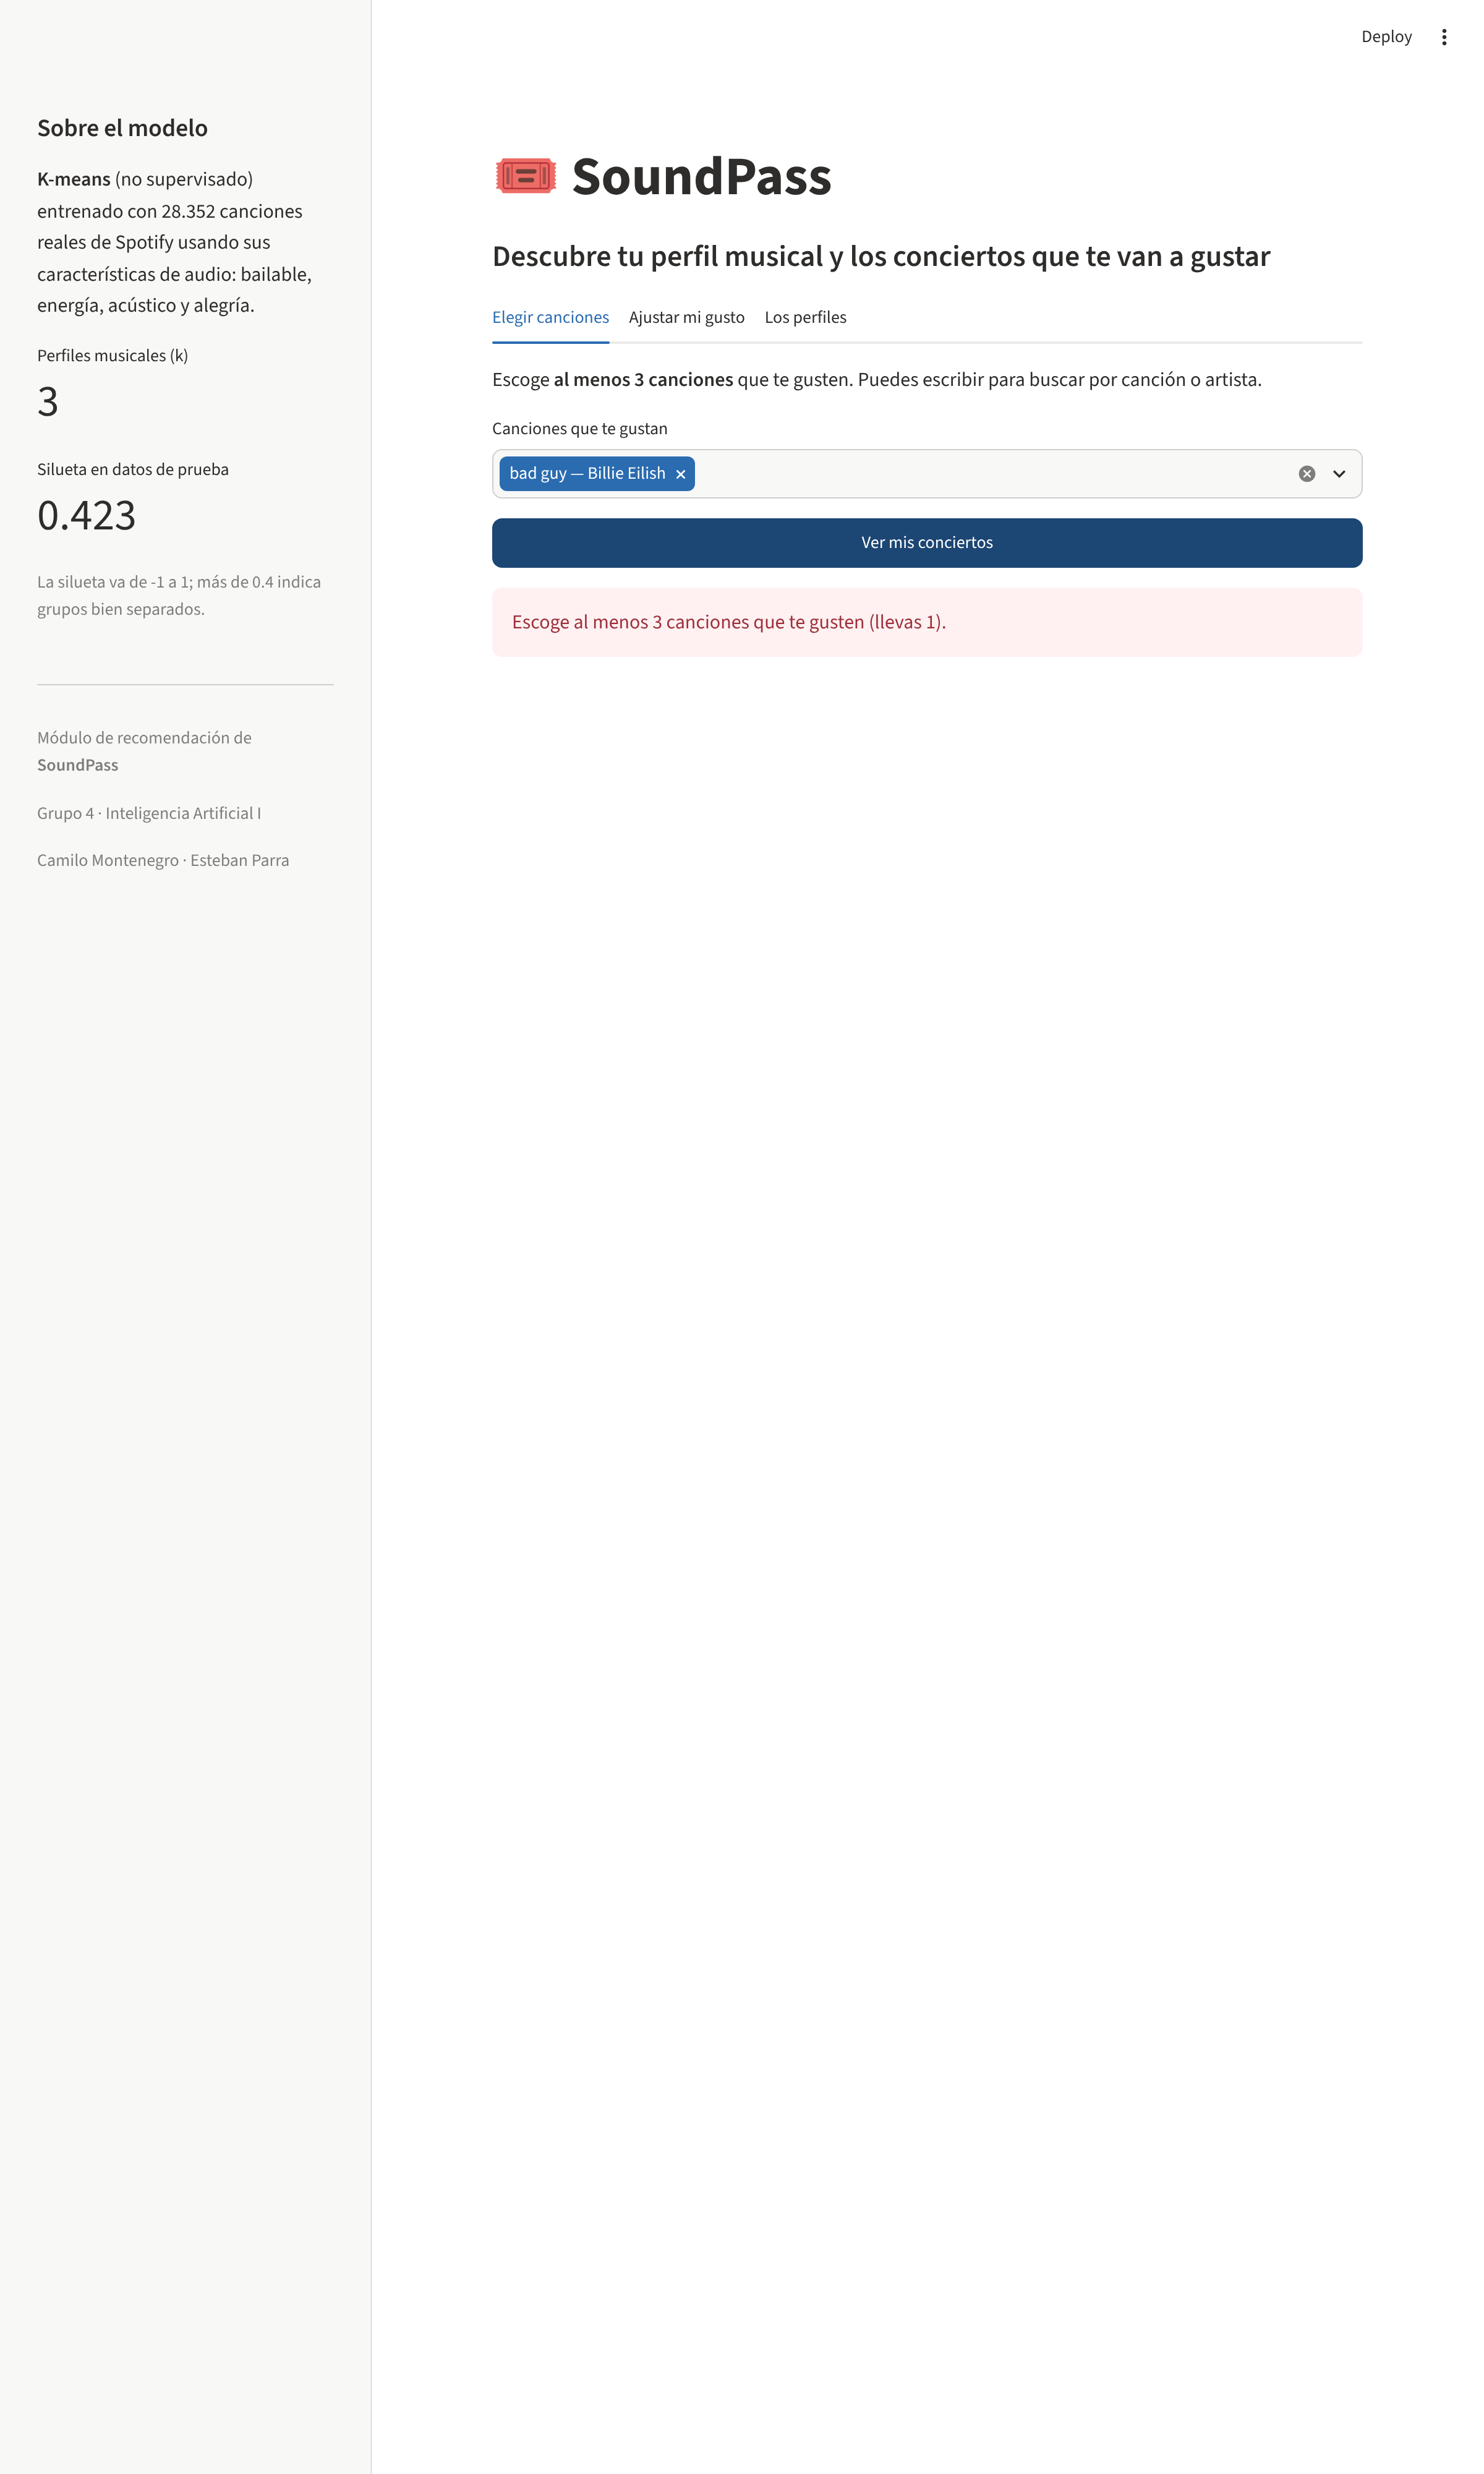 Deploy
Sobre el modelo
K-means (no supervisado)
entrenado con 28.352 canciones
reales de Spotify usando sus
características de audio: bailable,
energía, acústico y alegría.
Perfiles musicales (k)
3
Silueta en datos de prueba
0.423
La silueta va de -1 a 1; más de 0.4 indica
grupos bien separados.
Módulo de recomendación de
SoundPass
Grupo 4 · Inteligencia Artificial I
Camilo Montenegro · Esteban Parra
SoundPass
Descubre tu perfil musical y los conciertos que te van a gustar
Elegir canciones Ajustar mi gusto Los perfiles
Escoge al menos 3 canciones que te gusten. Puedes escribir para buscar por canción o artista.
Canciones que te gustan
bad guy — Billie Eilish
Ver mis conciertos
Escoge al menos 3 canciones que te gusten (llevas 1).